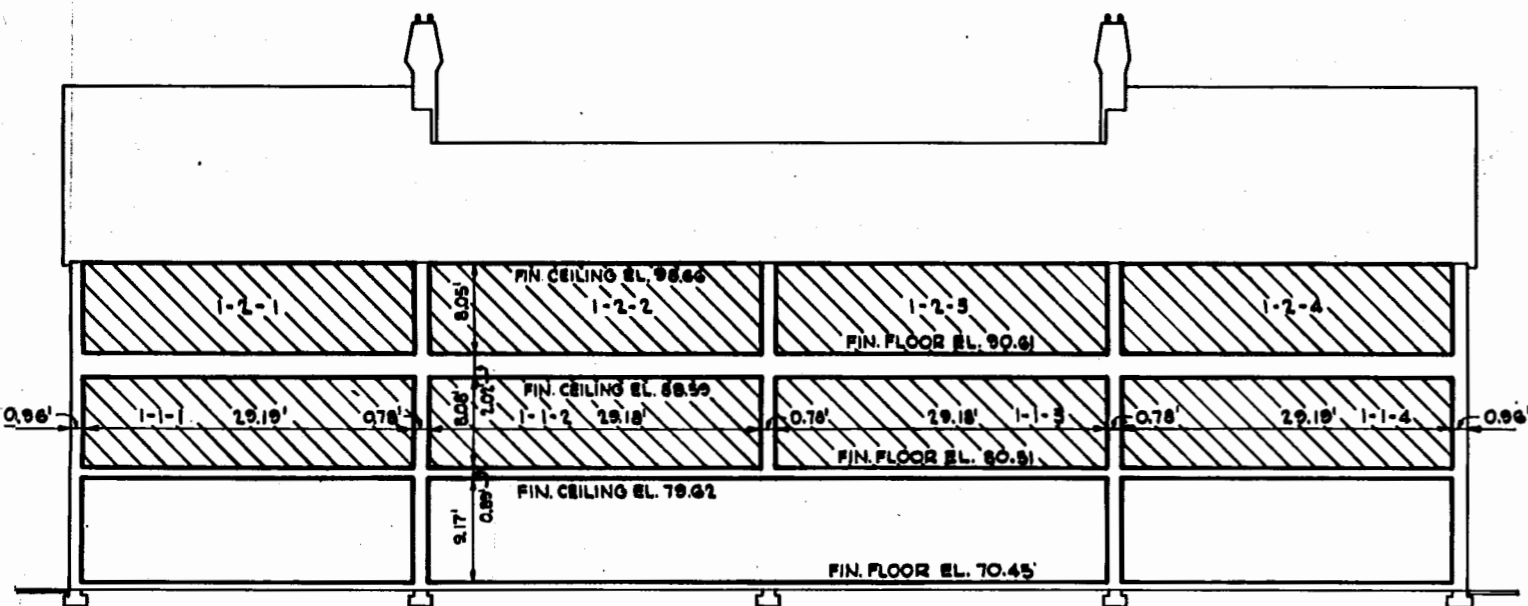 FIN. CEILING EL. 98.66
1-2-1
8.05'
1-2-2
1-2-3
1-2-4
FIN. FLOOR EL. 90.61
2.02'
FIN. CEILING EL. 88.59
0.96' 1-1-1 29.19' 0.78' 8.08' 1-1-2 29.18' 0.78' 29.18' 1-1-3 0.78' 29.19' 1-1-4 0.96'
FIN. FLOOR EL. 80.51
0.89'
FIN. CEILING EL. 79.62
9.17'
FIN. FLOOR EL. 70.45'